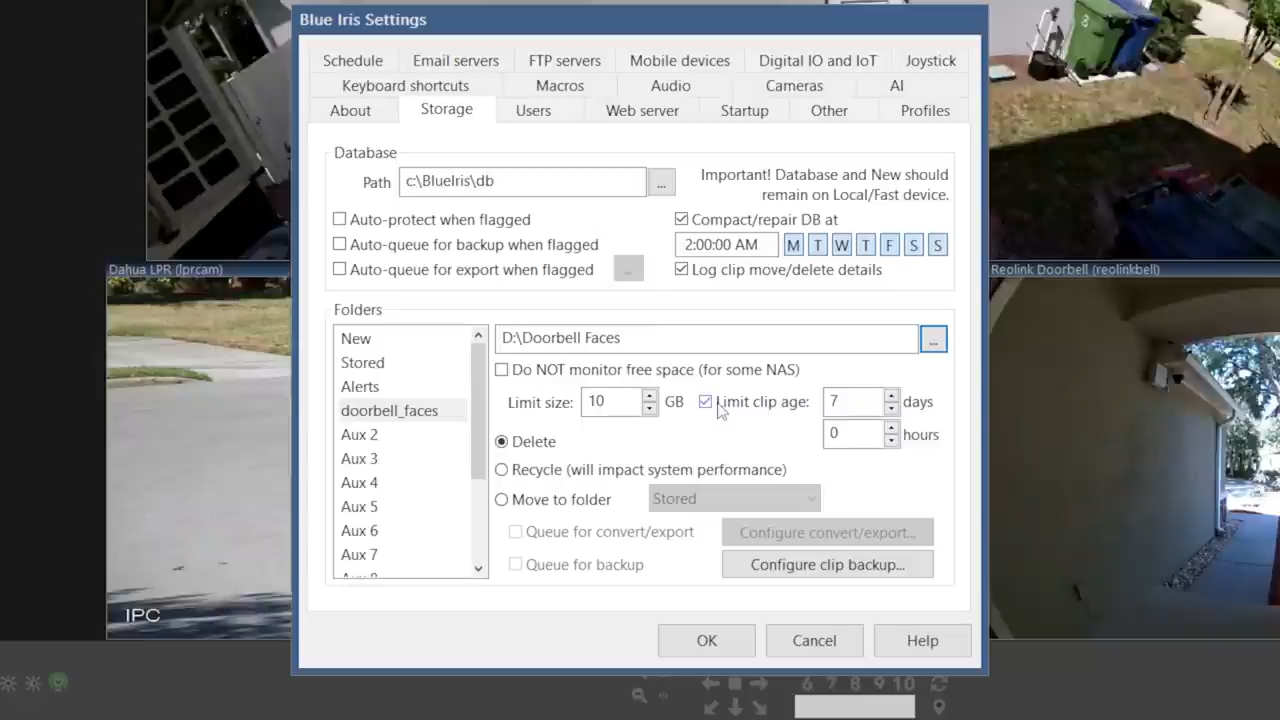 Blue Iris Settings
Schedule Email servers FTP servers Mobile devices Digital IO and IoT Joystick
Keyboard shortcuts Macros Audio Cameras AI
About Storage Users Web server Startup Other Profiles
Database
Path c:\BlueIris\db ...
Important! Database and New should
remain on Local/Fast device.
Auto-protect when flagged
Compact/repair DB at
Auto-queue for backup when flagged
2:00:00 AM M T W T F S S
Auto-queue for export when flagged ...
Log clip move/delete details
Dahua LPR (lprcam)
Reolink Doorbell (reolinkbell)
Folders
New
Stored
Alerts
doorbell_faces
Aux 2
Aux 3
Aux 4
Aux 5
Aux 6
Aux 7
D:\Doorbell Faces ...
Do NOT monitor free space (for some NAS)
Limit size: 10 GB Limit clip age: 7 days
0 hours
Delete
Recycle (will impact system performance)
Move to folder Stored
Queue for convert/export Configure convert/export...
Queue for backup Configure clip backup...
IPC
OK Cancel Help
6 7 8 9 10